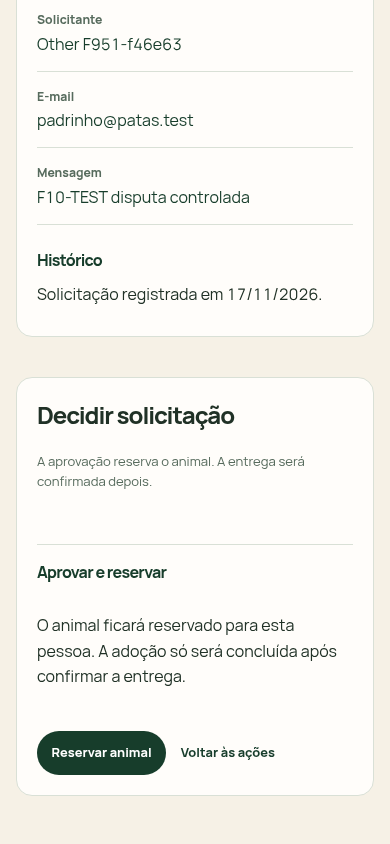 Solicitante
Other F951-f46e63
E-mail
padrinho@patas.test
Mensagem
F10-TEST disputa controlada
Histórico
Solicitação registrada em 17/11/2026.
Decidir solicitação
A aprovação reserva o animal. A entrega será
confirmada depois.
Aprovar e reservar
O animal ficará reservado para esta
pessoa. A adoção só será concluída após
confirmar a entrega.
Reservar animal
Voltar às ações